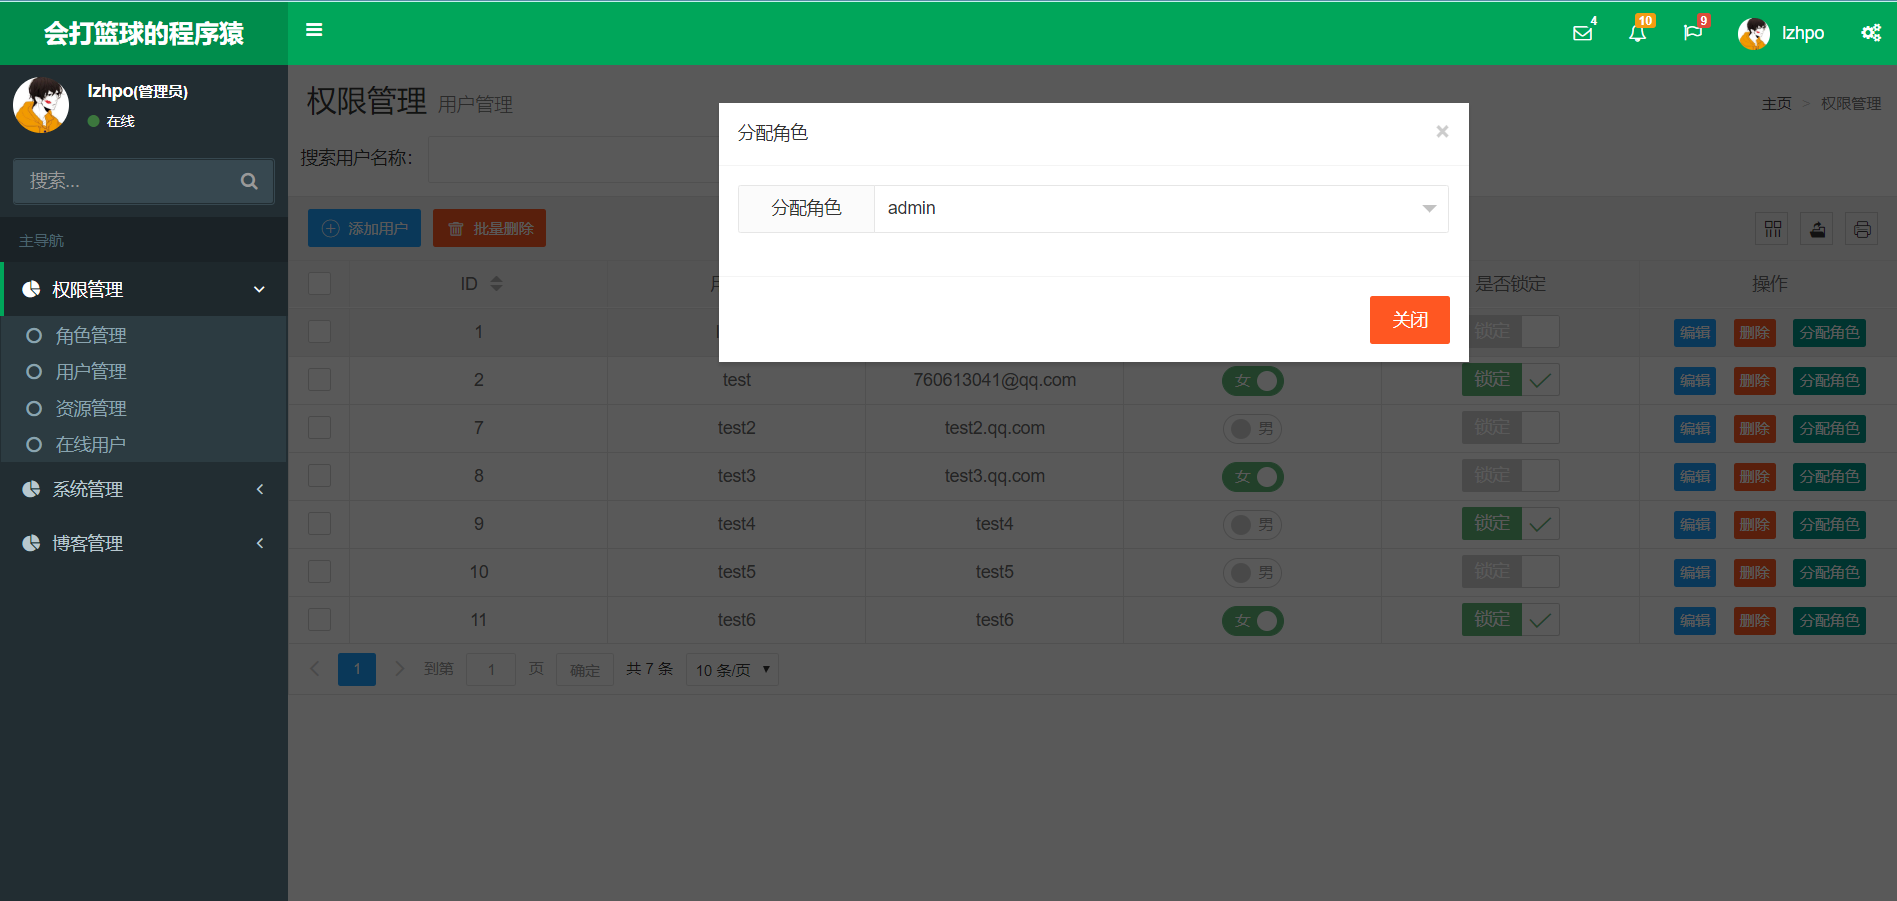 会打篮球的程序猿
4
10
9
lzhpo
lzhpo(管理员)
在线
搜索...
主导航
权限管理
角色管理
用户管理
资源管理
在线用户
系统管理
博客管理
权限管理 用户管理
主页 > 权限管理
搜索用户名称：
添加用户 批量删除
分配角色 ×
分配角色 admin
关闭
ID 是否锁定 操作
1 锁定 编辑 删除 分配角色
2 test 760613041@qq.com 女 锁定 编辑 删除 分配角色
7 test2 test2.qq.com 男 锁定 编辑 删除 分配角色
8 test3 test3.qq.com 女 锁定 编辑 删除 分配角色
9 test4 test4 男 锁定 编辑 删除 分配角色
10 test5 test5 男 锁定 编辑 删除 分配角色
11 test6 test6 女 锁定 编辑 删除 分配角色
1 到第 1 页 确定 共 7 条 10 条/页